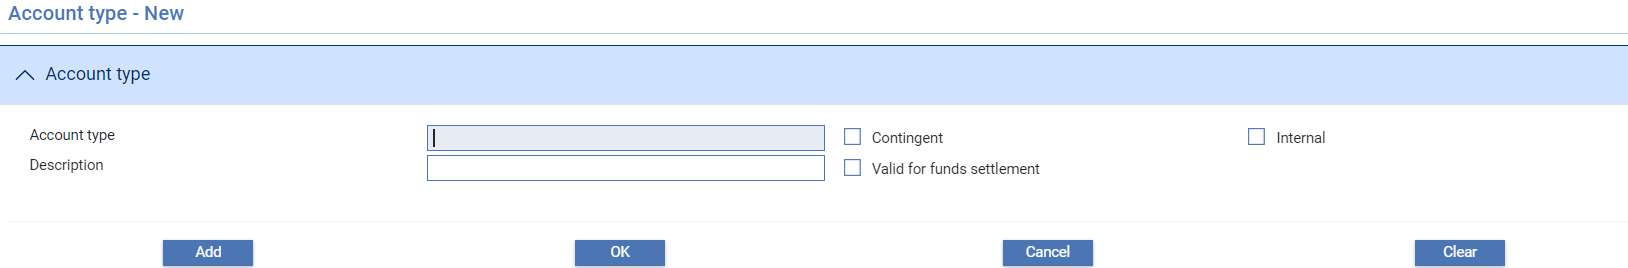 Account type - New
Account type
Account type
Contingent
Internal
Description
Valid for funds settlement
Add
OK
Cancel
Clear